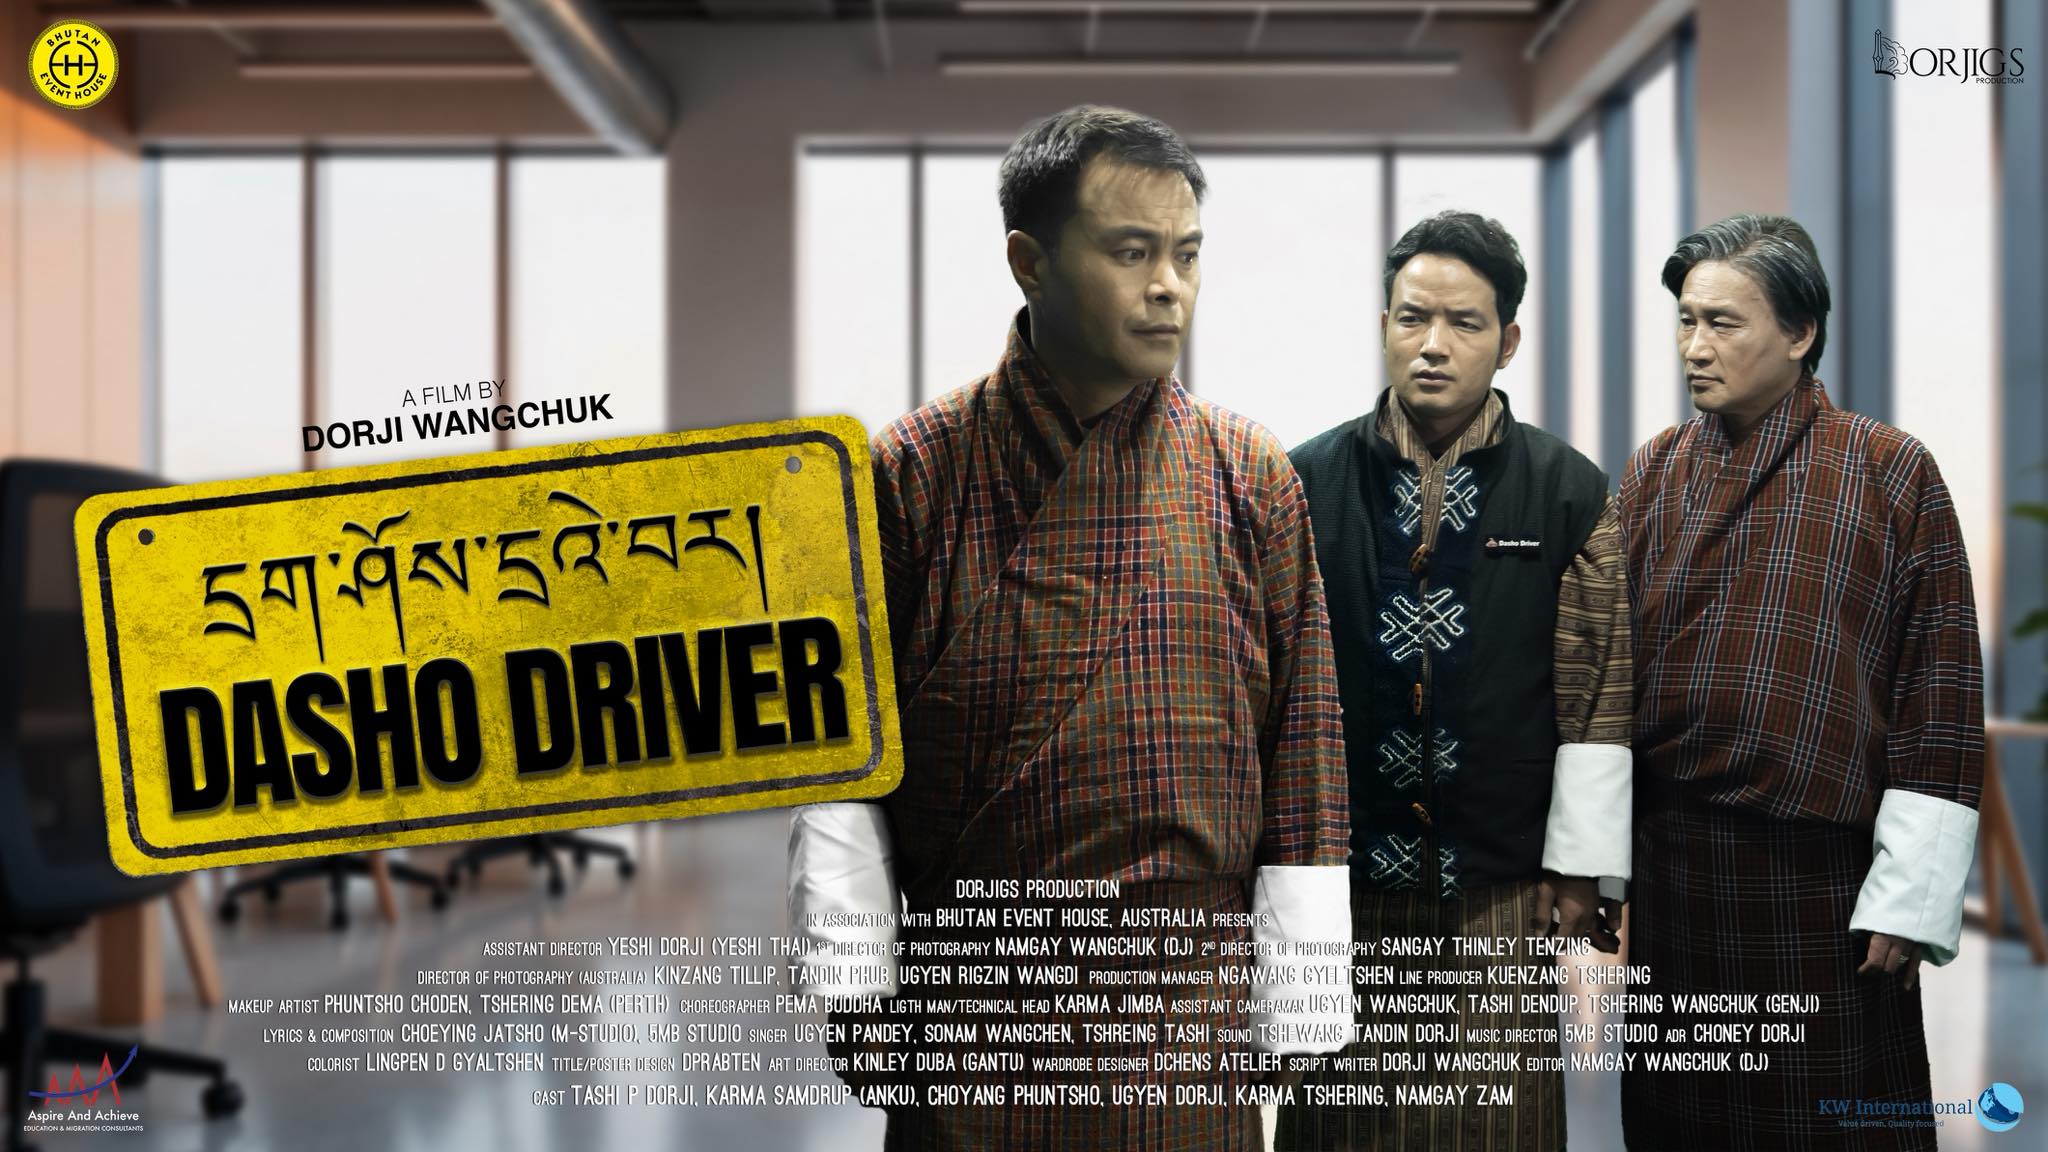 BHUTAN
H
EVENT HOUSE
DORJIGS
PRODUCTION
A FILM BY
DORJI WANGCHUK
དྲག་ཤོས་དྲའི་བར།
DASHO DRIVER
Dasho Driver
DORJIGS PRODUCTION
IN ASSOCIATION WITH BHUTAN EVENT HOUSE, AUSTRALIA PRESENTS
ASSISTANT DIRECTOR YESHI DORJI (YESHI THAI) 1ST DIRECTOR OF PHOTOGRAPHY NAMGAY WANGCHUK (DJ) 2ND DIRECTOR OF PHOTOGRAPHY SANGAY THINLEY TENZING
DIRECTOR OF PHOTOGRAPHY (AUSTRALIA) KINZANG TILLIP, TANDIN PHUB, UGYEN RIGZIN WANGDI PRODUCTION MANAGER NGAWANG GYELTSHEN LINE PRODUCER KUENZANG TSHERING
MAKEUP ARTIST PHUNTSHO CHODEN, TSHERING DEMA (PERTH) CHOREOGRAPHER PEMA BUDDHA LIGTH MAN/TECHNICAL HEAD KARMA JIMBA ASSISTANT CAMERAMAN UGYEN WANGCHUK, TASHI DENDUP, TSHERING WANGCHUK (GENJI)
LYRICS & COMPOSITION CHOEYING JATSHO (M-STUDIO), 5MB STUDIO SINGER UGYEN PANDEY, SONAM WANGCHEN, TSHREING TASHI SOUND TSHEWANG TANDIN DORJI MUSIC DIRECTOR 5MB STUDIO ADR CHONEY DORJI
COLORIST LINGPEN D GYALTSHEN TITLE/POSTER DESIGN DPRABTEN ART DIRECTOR KINLEY DUBA (GANTU) WARDROBE DESIGNER DCHENS ATELIER SCRIPT WRITER DORJI WANGCHUK EDITOR NAMGAY WANGCHUK (DJ)
CAST TASHI P DORJI, KARMA SAMDRUP (ANKU), CHOYANG PHUNTSHO, UGYEN DORJI, KARMA TSHERING, NAMGAY ZAM
AAA
Aspire And Achieve
EDUCATION & MIGRATION CONSULTANTS
KW International
Value driven, Quality focused